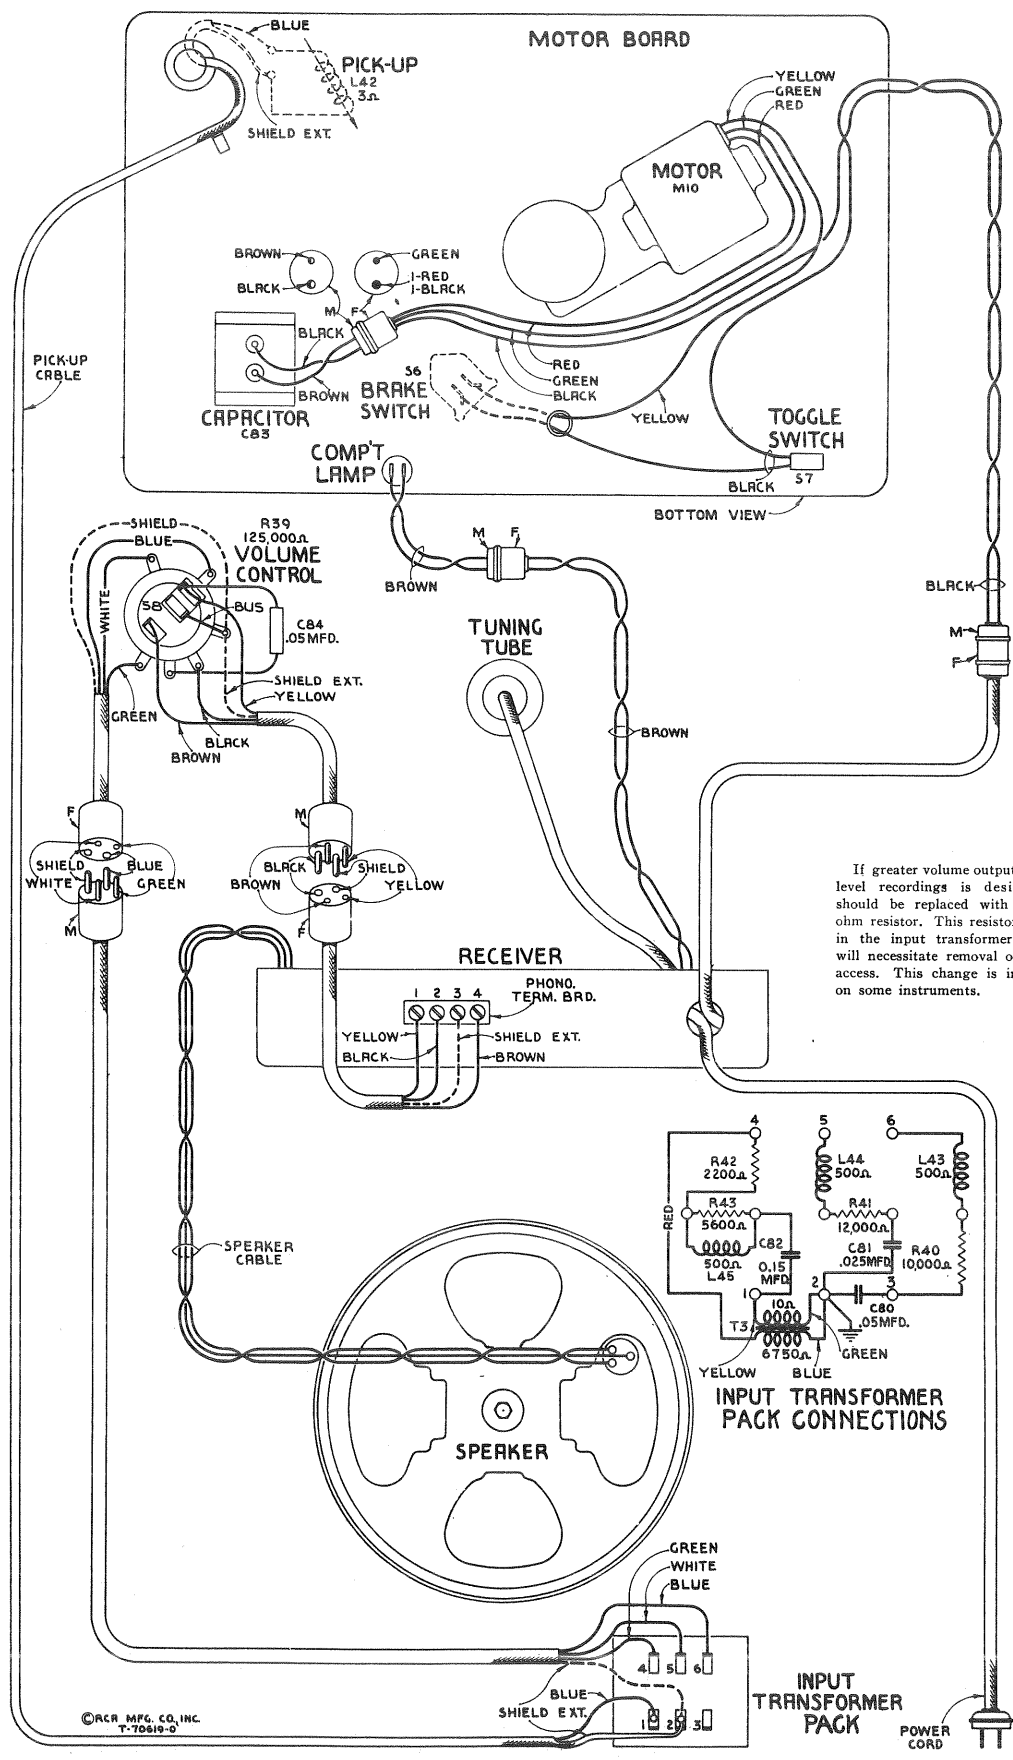 BLUE
MOTOR BOARD
PICK-UP
L42
3Ω
SHIELD EXT.
YELLOW
GREEN
RED
MOTOR
M10
BROWN
BLACK
GREEN
1-RED
1-BLACK
M
F
BLACK
BROWN
CAPACITOR
C83
PICK-UP
CABLE
S6
BRAKE
SWITCH
RED
GREEN
BLACK
YELLOW
TOGGLE
SWITCH
S7
BLACK
COMP'T
LAMP
BOTTOM VIEW
SHIELD
BLUE
WHITE
R39
125,000Ω
VOLUME
CONTROL
S8
BUS
C84
.05MFD.
SHIELD EXT.
YELLOW
GREEN
BLACK
BROWN
M
F
BROWN
TUNING
TUBE
BROWN
BLACK
M
F
F
SHIELD
WHITE
BLUE
GREEN
M
M
BLACK
BROWN
SHIELD
YELLOW
F
If greater volume output
level recordings is desi
should be replaced with
ohm resistor. This resisto
in the input transformer
will necessitate removal o
access. This change is i
on some instruments.
RECEIVER
1 2 3 4
PHONO.
TERM. BRD.
YELLOW
BLACK
SHIELD EXT.
BROWN
SPEAKER
CABLE
SPEAKER
4 5 6
R42
2200Ω
L44
500Ω
L43
500Ω
RED
R43
5600Ω
R41
12,000Ω
500Ω
L45
C82
0.15
MFD.
C81
.025MFD.
R40
10,000Ω
1 2 3
10Ω
T3
6750Ω
C80
.05MFD.
YELLOW
BLUE
GREEN
INPUT TRANSFORMER
PACK CONNECTIONS
GREEN
WHITE
BLUE
4 5 6
BLUE
SHIELD EXT.
1 2 3
INPUT
TRANSFORMER
PACK
POWER
CORD
©RCA MFG. CO., INC.
T-70619-0